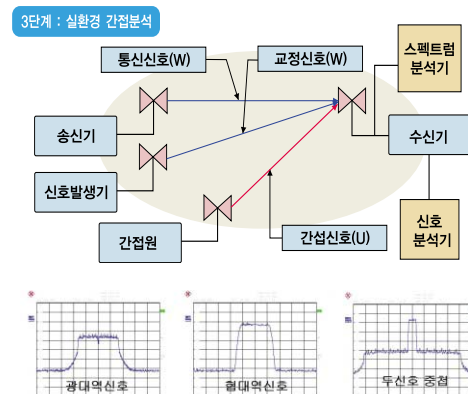 3단계 : 실환경 간접분석
통신신호(W)
교정신호(W)
스펙트럼
분석기
송신기
수신기
신호발생기
간접원
간섭신호(U)
신호
분석기
광대역신호
협대역신호
두신호 중첩